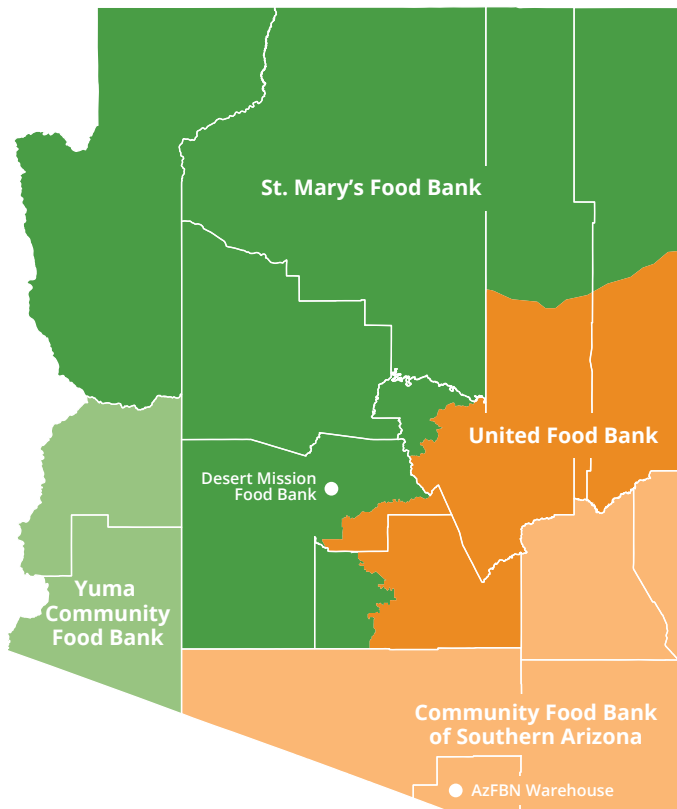 St. Mary’s Food Bank
United Food Bank
Desert Mission
Food Bank
Yuma
Community
Food Bank
Community Food Bank
of Southern Arizona
AzFBN Warehouse